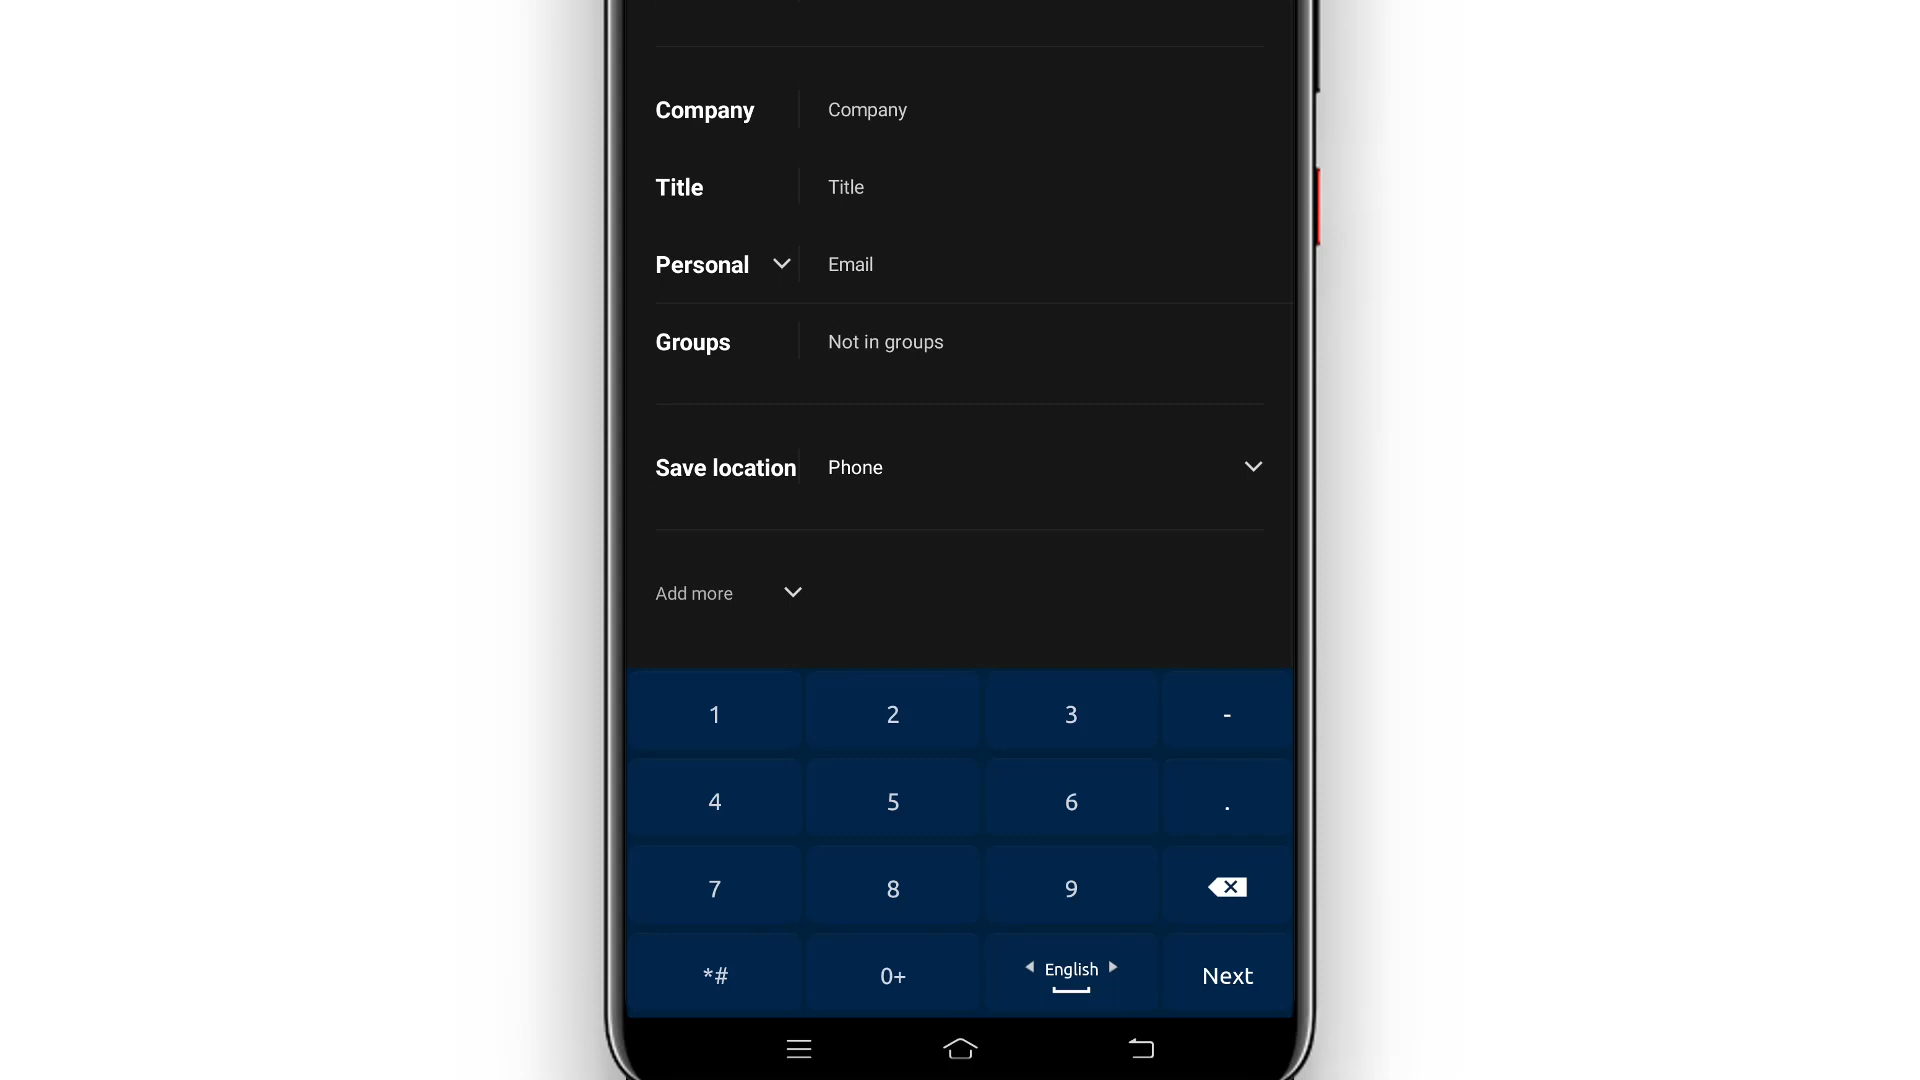 Company Company
Title Title
Personal Email
Groups Not in groups
Save location Phone
Add more
1 2 3 -
4 5 6 .
7 8 9
*# 0+ English Next